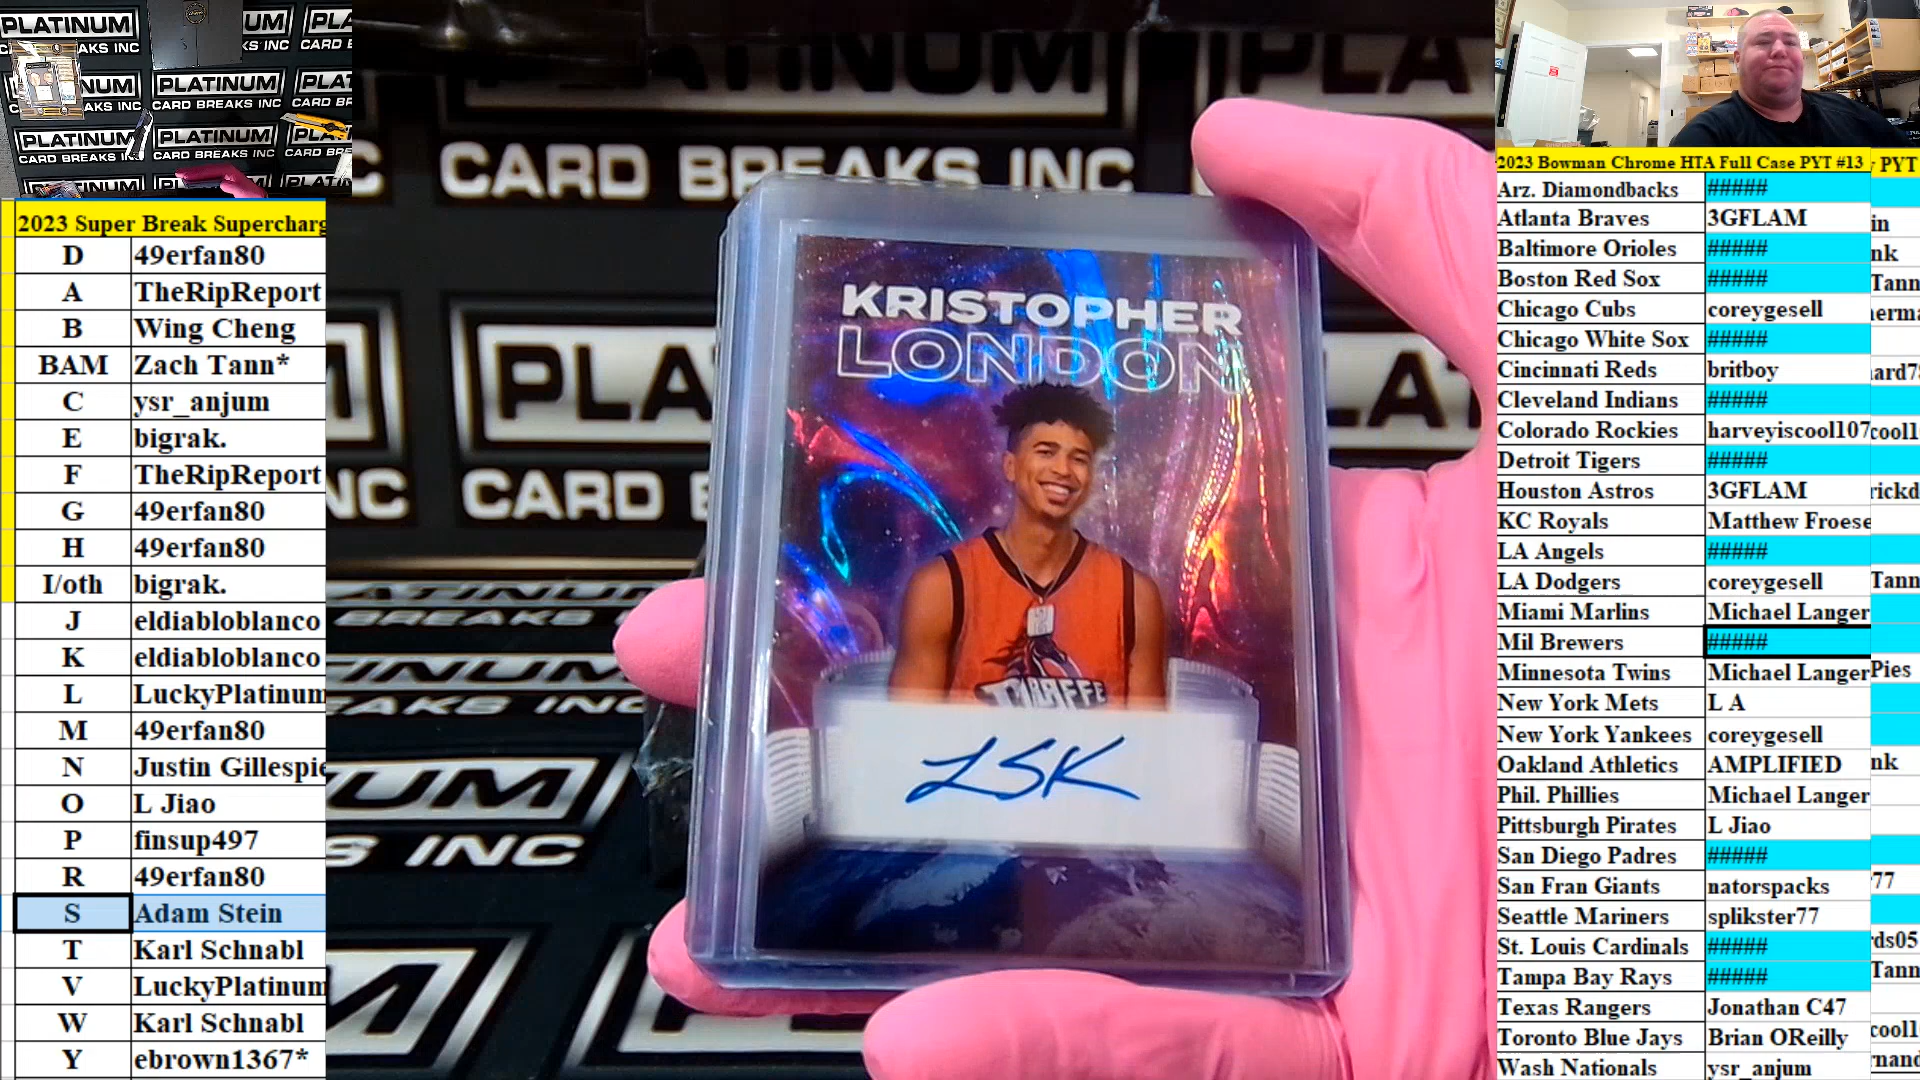 PLATINUM
CARD BREAKS INC
2023 Super Break Supercharg
D 49erfan80
A TheRipReport
B Wing Cheng
BAM Zach Tann*
C ysr_anjum
E bigrak.
F TheRipReport
G 49erfan80
H 49erfan80
I/oth bigrak.
J eldiabloblanco
K eldiabloblanco
L LuckyPlatinum
M 49erfan80
N Justin Gillespie
O L Jiao
P finsup497
R 49erfan80
S Adam Stein
T Karl Schnabl
V LuckyPlatinum
W Karl Schnabl
Y ebrown1367*
PLATINUM
CARD BREAKS INC
KRISTOPHER
LONDON
LSK
2023 Bowman Chrome HTA Full Case PYT #13
Arz. Diamondbacks #####
Atlanta Braves 3GFLAM
Baltimore Orioles #####
Boston Red Sox #####
Chicago Cubs coreygesell
Chicago White Sox #####
Cincinnati Reds britboy
Cleveland Indians #####
Colorado Rockies harveyiscool107
Detroit Tigers #####
Houston Astros 3GFLAM
KC Royals Matthew Froese
LA Angels #####
LA Dodgers coreygesell
Miami Marlins Michael Langer
Mil Brewers #####
Minnesota Twins Michael Langer
New York Mets L A
New York Yankees coreygesell
Oakland Athletics AMPLIFIED
Phil. Phillies Michael Langer
Pittsburgh Pirates L Jiao
San Diego Padres #####
San Fran Giants natorspacks
Seattle Mariners splikster77
St. Louis Cardinals #####
Tampa Bay Rays #####
Texas Rangers Jonathan C47
Toronto Blue Jays Brian OReilly
Wash Nationals ysr_anjum
PYT